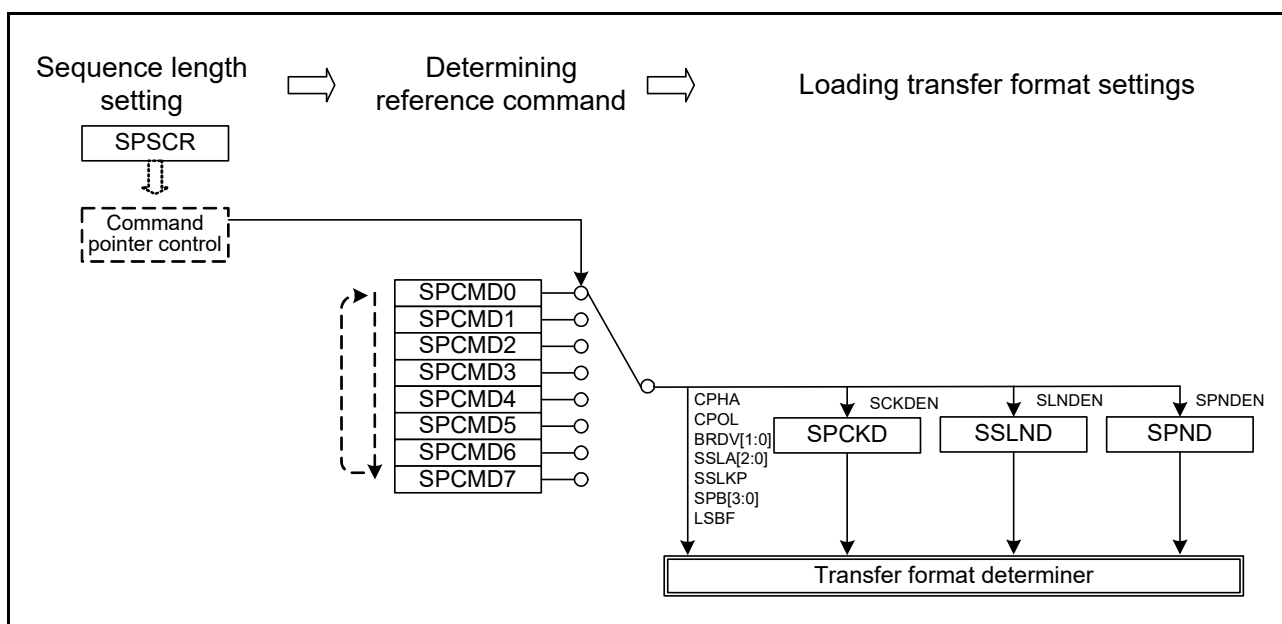 Sequence length
setting
Determining
reference command
Loading transfer format settings
SPSCR
Command
pointer control
SPCMD0
SPCMD1
SPCMD2
SPCMD3
SPCMD4
SPCMD5
SPCMD6
SPCMD7
CPHA
CPOL
BRDV[1:0]
SSLA[2:0]
SSLKP
SPB[3:0]
LSBF
SCKDEN
SPCKD
SLNDEN
SSLND
SPNDEN
SPND
Transfer format determiner